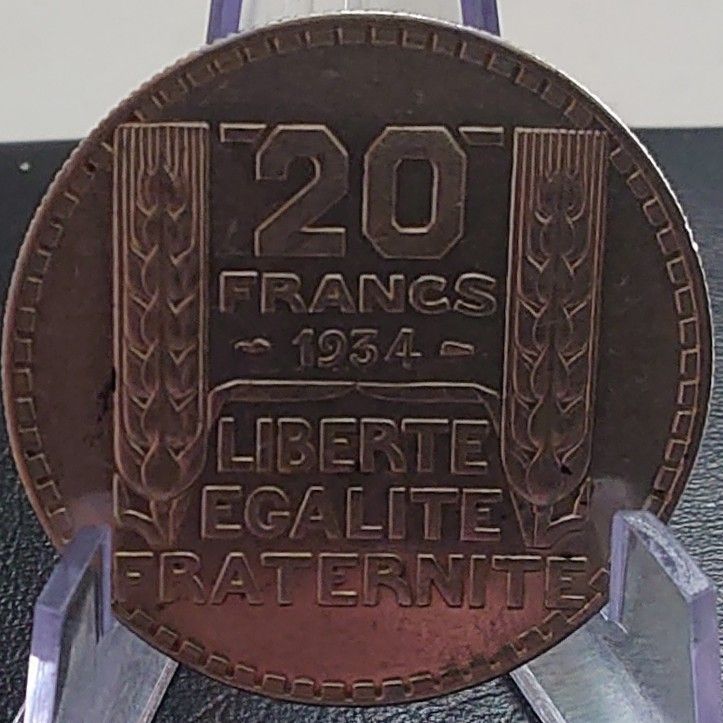 20
FRANCS
~ 1934 ~
LIBERTE
EGALITE
FRATERNITE